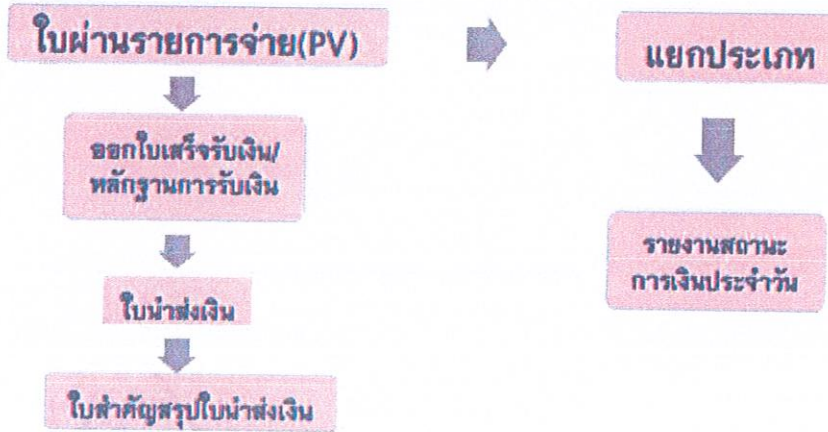 ใบผ่านรายการจ่าย(PV)
แยกประเภท
ออกใบเสร็จรับเงิน/
หลักฐานการรับเงิน
รายงานสถานะ
การเงินประจำวัน
ใบนำส่งเงิน
ใบสำคัญสรุปใบนำส่งเงิน